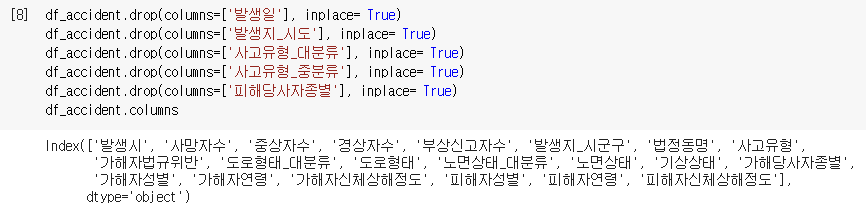 [8] df_accident.drop(columns=['발생일'], inplace= True)
df_accident.drop(columns=['발생지_시도'], inplace= True)
df_accident.drop(columns=['사고유형_대분류'], inplace= True)
df_accident.drop(columns=['사고유형_중분류'], inplace= True)
df_accident.drop(columns=['피해당사자종별'], inplace= True)
df_accident.columns
Index(['발생시', '사망자수', '중상자수', '경상자수', '부상신고자수', '발생지_시군구', '법정동명', '사고유형',
'가해자법규위반', '도로형태_대분류', '도로형태', '노면상태_대분류', '노면상태', '기상상태', '가해당사자종별',
'가해자성별', '가해자연령', '가해자신체상해정도', '피해자성별', '피해자연령', '피해자신체상해정도'],
dtype='object')